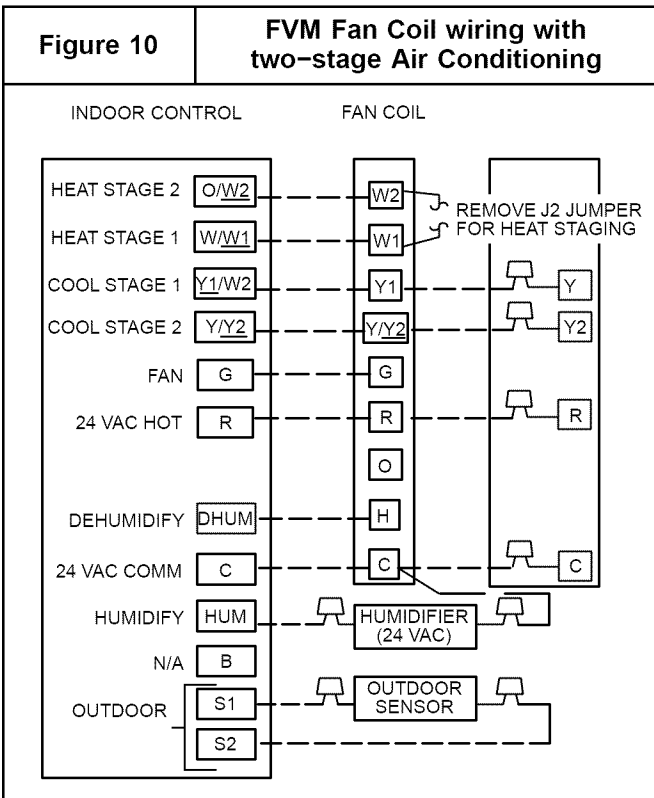 Figure 10
FVM Fan Coil wiring with
two-stage Air Conditioning
INDOOR CONTROL
FAN COIL
HEAT STAGE 2 O/W2 W2
REMOVE J2 JUMPER
FOR HEAT STAGING
HEAT STAGE 1 W/W1 W1
COOL STAGE 1 Y1/W2 Y1 Y
COOL STAGE 2 Y/Y2 Y/Y2 Y2
FAN G G
24 VAC HOT R R R
O
DEHUMIDIFY DHUM H
24 VAC COMM C C C
HUMIDIFY HUM HUMIDIFIER
(24 VAC)
N/A B
OUTDOOR S1 OUTDOOR
SENSOR
S2